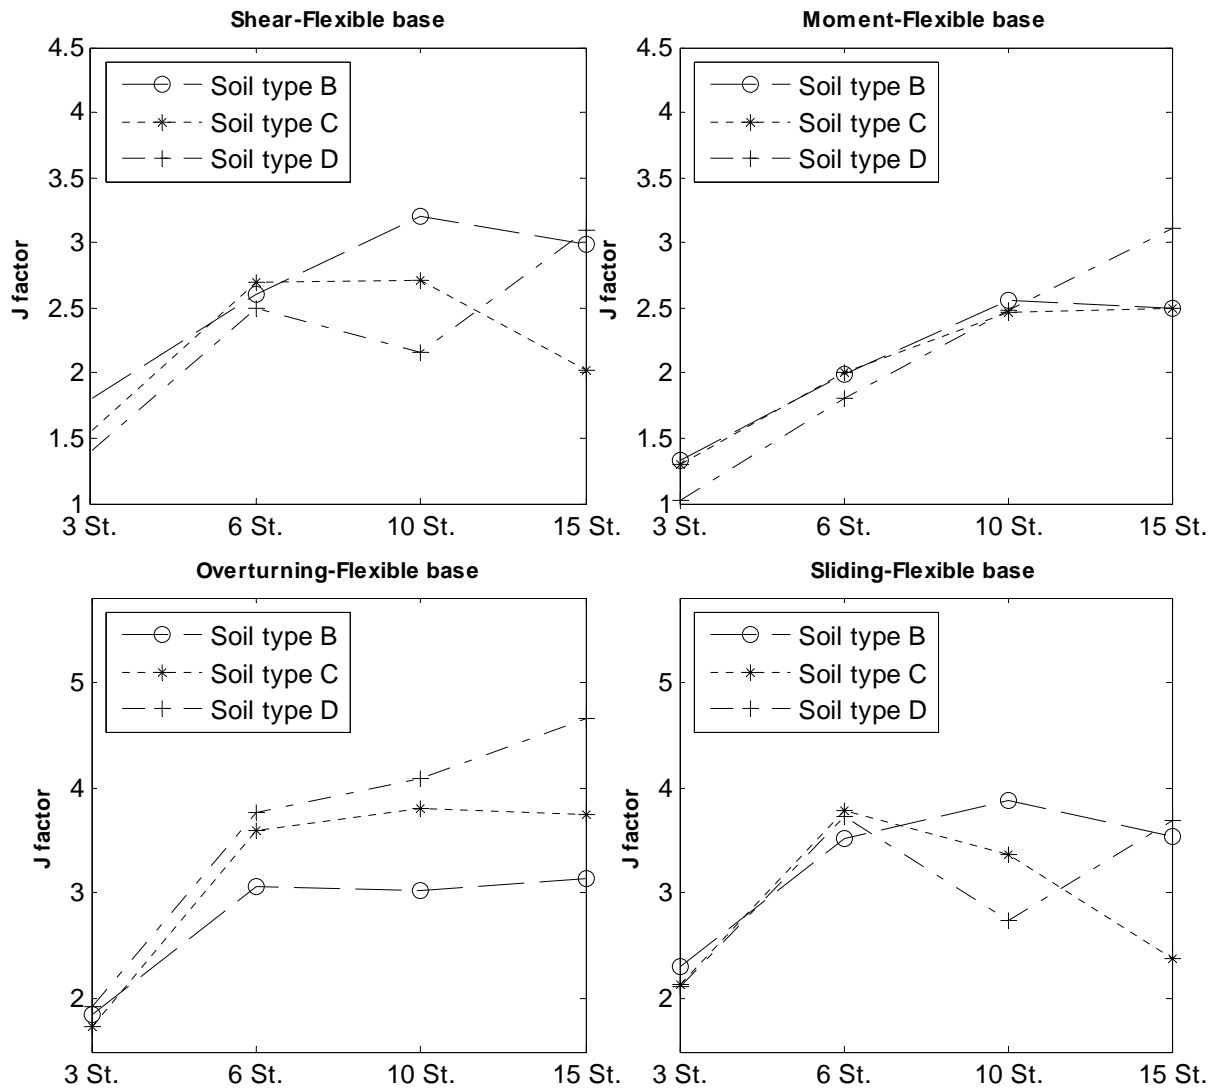 Shear-Flexible base
4.5
4
3.5
3
2.5
2
1.5
1
J factor
Soil type B
Soil type C
Soil type D
3 St. 6 St. 10 St. 15 St.
Moment-Flexible base
4.5
4
3.5
3
2.5
2
1.5
1
J factor
Soil type B
Soil type C
Soil type D
3 St. 6 St. 10 St. 15 St.
Overturning-Flexible base
5
4
3
2
J factor
Soil type B
Soil type C
Soil type D
3 St. 6 St. 10 St. 15 St.
Sliding-Flexible base
5
4
3
2
J factor
Soil type B
Soil type C
Soil type D
3 St. 6 St. 10 St. 15 St.